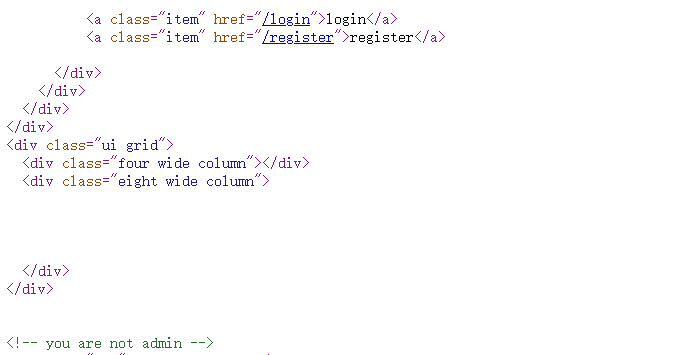 <a class="item" href="/login">login</a>
<a class="item" href="/register">register</a>
</div>
</div>
</div>
</div>
<div class="ui grid">
<div class="four wide column"></div>
<div class="eight wide column">
</div>
</div>
<!-- you are not admin -->